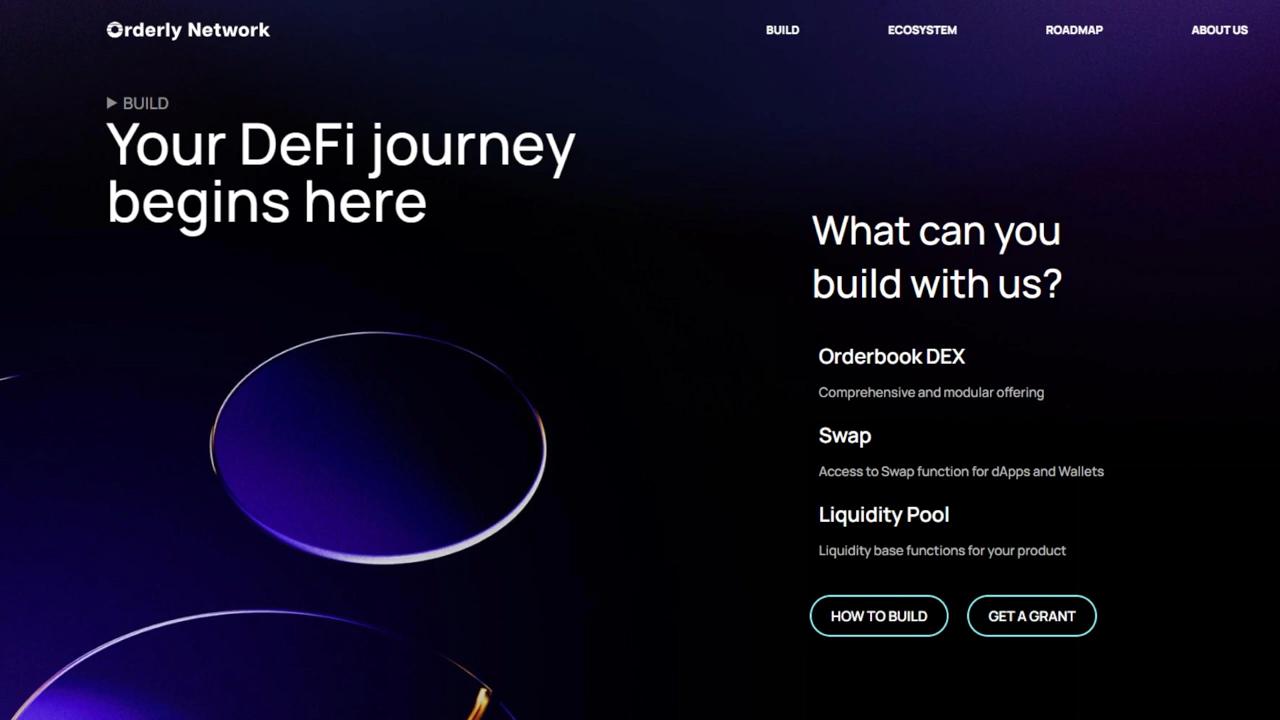 Orderly Network
BUILD
ECOSYSTEM
ROADMAP
ABOUT US
BUILD
Your DeFi journey
begins here
What can you
build with us?
Orderbook DEX
Comprehensive and modular offering
Swap
Access to Swap function for dApps and Wallets
Liquidity Pool
Liquidity base functions for your product
HOW TO BUILD
GET A GRANT